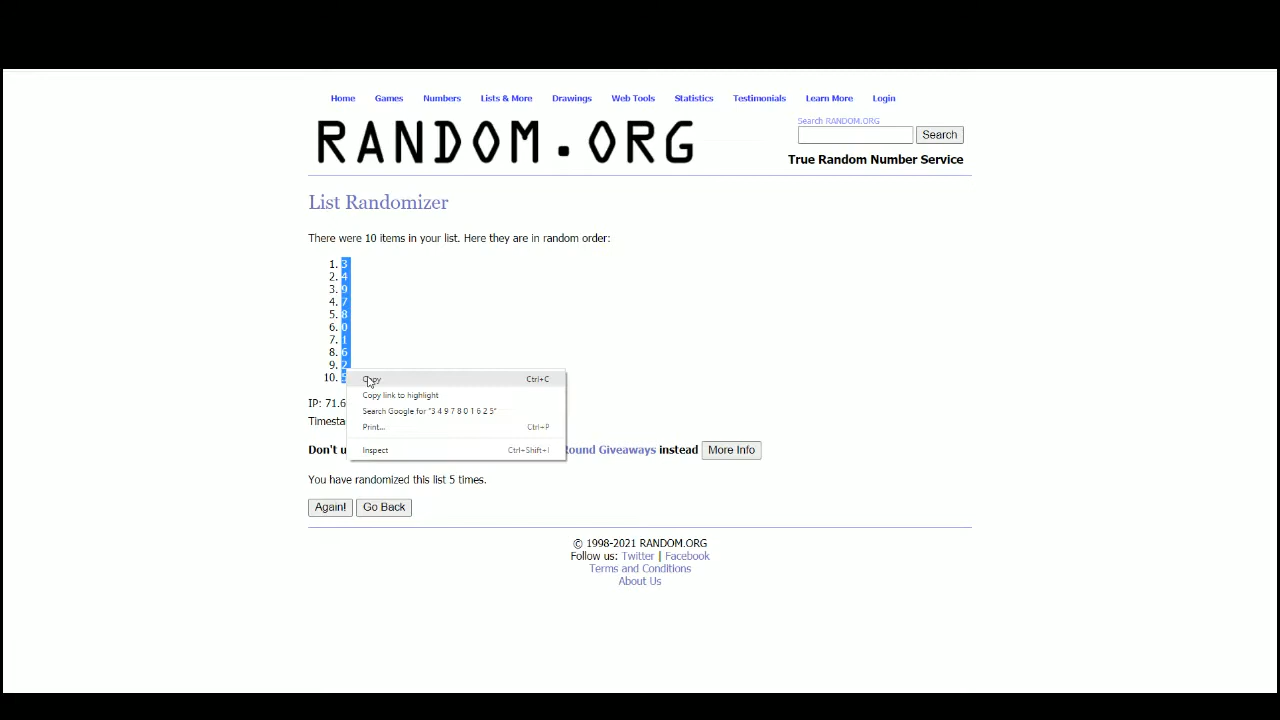 Home Games Numbers Lists & More Drawings Web Tools Statistics Testimonials Learn More Login
RANDOM.ORG
Search RANDOM.ORG
Search
True Random Number Service
List Randomizer
There were 10 items in your list. Here they are in random order:
1. 3
2. 4
3. 9
4. 7
5. 8
6. 0
7. 1
8. 6
9. 2
10. 5
Copy Ctrl+C
Copy link to highlight
Search Google for "3 4 9 7 8 0 1 6 2 5"
Print... Ctrl+P
Inspect Ctrl+Shift+I
IP: 71.6
Timesta
Don't u Round Giveaways instead More Info
You have randomized this list 5 times.
Again! Go Back
© 1998-2021 RANDOM.ORG
Follow us: Twitter | Facebook
Terms and Conditions
About Us